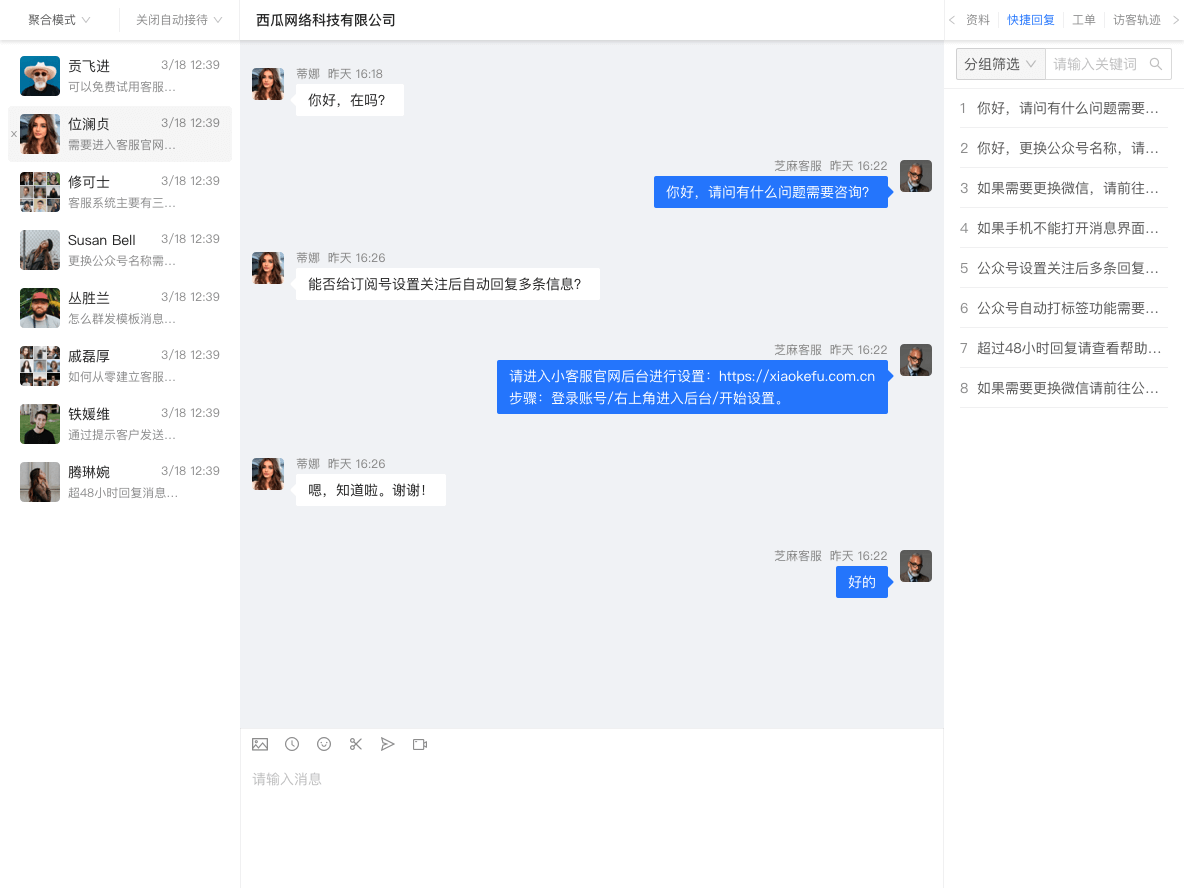 聚合模式
关闭自动接待
西瓜网络科技有限公司
资料
快捷回复
工单
访客轨迹
贡飞进
3/18 12:39
可以免费试用客服...
位澜贞
3/18 12:39
需要进入客服官网...
修可士
3/18 12:39
客服系统主要有三...
Susan Bell
3/18 12:39
更换公众号名称需...
丛胜兰
3/18 12:39
怎么群发模板消息...
戚磊厚
3/18 12:39
如何从零建立客服...
铁媛维
3/18 12:39
通过提示客户发送...
腾琳婉
3/18 12:39
超48小时回复消息...
蒂娜 昨天 16:18
你好，在吗？
芝麻客服 昨天 16:22
你好，请问有什么问题需要咨询？
蒂娜 昨天 16:26
能否给订阅号设置关注后自动回复多条信息？
芝麻客服 昨天 16:22
请进入小客服官网后台进行设置：https://xiaokefu.com.cn
步骤：登录账号/右上角进入后台/开始设置。
蒂娜 昨天 16:26
嗯，知道啦。谢谢！
芝麻客服 昨天 16:22
好的
请输入消息
分组筛选
请输入关键词
1 你好，请问有什么问题需要...
2 你好，更换公众号名称，请...
3 如果需要更换微信，请前往...
4 如果手机不能打开消息界面...
5 公众号设置关注后多条回复...
6 公众号自动打标签功能需要...
7 超过48小时回复请查看帮助...
8 如果需要更换微信请前往公...